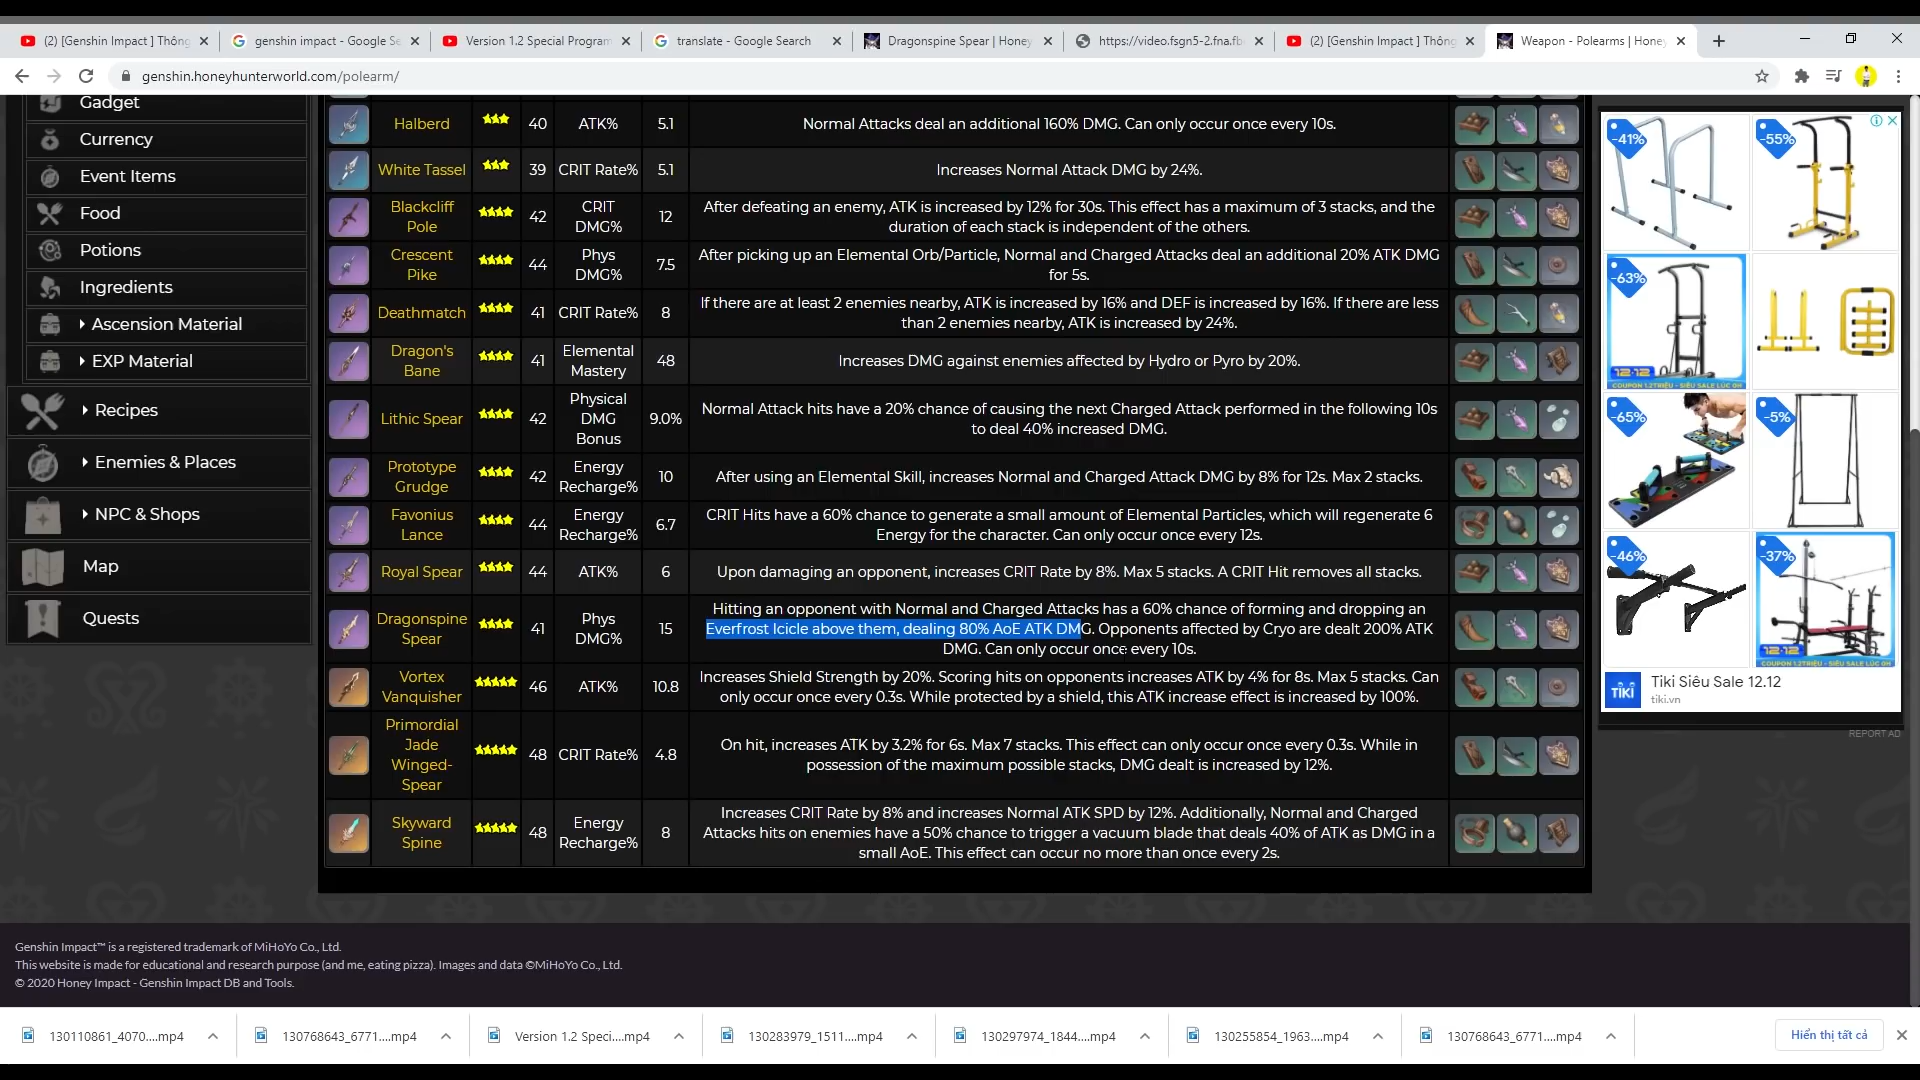 (2) [Genshin Impact ] Thông
genshin impact - Google Se
Version 1.2 Special Program
translate - Google Search
Dragonspine Spear | Honey
https://video.fsgn5-2.fna.fb
(2) [Genshin Impact ] Thông
Weapon - Polearms | Honey
genshin.honeyhunterworld.com/polearm/
Gadget
Currency
Event Items
Food
Potions
Ingredients
Ascension Material
EXP Material
Recipes
Enemies & Places
NPC & Shops
Map
Quests
Halberd 40 ATK% 5.1 Normal Attacks deal an additional 160% DMG. Can only occur once every 10s.
White Tassel 39 CRIT Rate% 5.1 Increases Normal Attack DMG by 24%.
Blackcliff
Pole
42
CRIT
DMG%
12
After defeating an enemy, ATK is increased by 12% for 30s. This effect has a maximum of 3 stacks, and the
duration of each stack is independent of the others.
Crescent
Pike
44
Phys
DMG%
7.5
After picking up an Elemental Orb/Particle, Normal and Charged Attacks deal an additional 20% ATK DMG
for 5s.
Deathmatch
41
CRIT Rate%
8
If there are at least 2 enemies nearby, ATK is increased by 16% and DEF is increased by 16%. If there are less
than 2 enemies nearby, ATK is increased by 24%.
Dragon's
Bane
41
Elemental
Mastery
48
Increases DMG against enemies affected by Hydro or Pyro by 20%.
Lithic Spear
42
Physical
DMG
Bonus
9.0%
Normal Attack hits have a 20% chance of causing the next Charged Attack performed in the following 10s
to deal 40% increased DMG.
Prototype
Grudge
42
Energy
Recharge%
10
After using an Elemental Skill, increases Normal and Charged Attack DMG by 8% for 12s. Max 2 stacks.
Favonius
Lance
44
Energy
Recharge%
6.7
CRIT Hits have a 60% chance to generate a small amount of Elemental Particles, which will regenerate 6
Energy for the character. Can only occur once every 12s.
Royal Spear 44 ATK% 6 Upon damaging an opponent, increases CRIT Rate by 8%. Max 5 stacks. A CRIT Hit removes all stacks.
Dragonspine
Spear
41
Phys
DMG%
15
Hitting an opponent with Normal and Charged Attacks has a 60% chance of forming and dropping an
Everfrost Icicle above them, dealing 80% AoE ATK DMG. Opponents affected by Cryo are dealt 200% ATK
DMG. Can only occur once every 10s.
Vortex
Vanquisher
46
ATK%
10.8
Increases Shield Strength by 20%. Scoring hits on opponents increases ATK by 4% for 8s. Max 5 stacks. Can
only occur once every 0.3s. While protected by a shield, this ATK increase effect is increased by 100%.
Primordial
Jade
Winged-
Spear
48
CRIT Rate%
4.8
On hit, increases ATK by 3.2% for 6s. Max 7 stacks. This effect can only occur once every 0.3s. While in
possession of the maximum possible stacks, DMG dealt is increased by 12%.
Skyward
Spine
48
Energy
Recharge%
8
Increases CRIT Rate by 8% and increases Normal ATK SPD by 12%. Additionally, Normal and Charged
Attacks hits on enemies have a 50% chance to trigger a vacuum blade that deals 40% of ATK as DMG in a
small AoE. This effect can occur no more than once every 2s.
-41%
-55%
-63%
12.12
COUPON 1.2TRIỆU - SIÊU SALE LÚC 0H
-65%
-5%
-46%
-37%
12.12
COUPON 1.2TRIỆU - SIÊU SALE LÚC 0H
TIKI
Tiki Siêu Sale 12.12
tiki.vn
REPORT AD
Genshin Impact™ is a registered trademark of MiHoYo Co., Ltd.
This website is made for educational and research purpose (and me, eating pizza). Images and data ©MiHoYo Co., Ltd.
© 2020 Honey Impact - Genshin Impact DB and Tools.
130110861_4070....mp4
130768643_6771....mp4
Version 1.2 Speci....mp4
130283979_1511....mp4
130297974_1844....mp4
130255854_1963....mp4
130768643_6771....mp4
Hiển thị tất cả